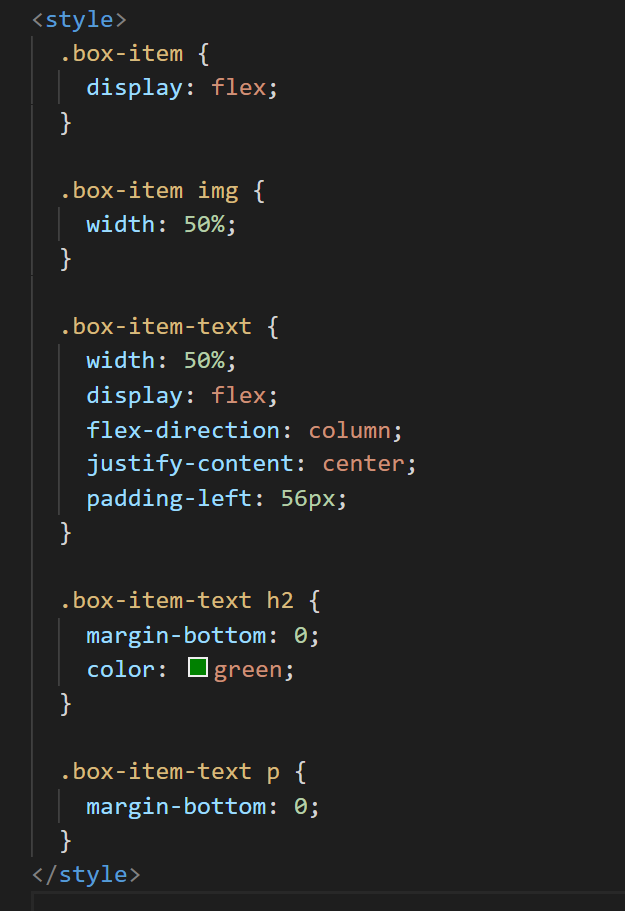 <style>
  .box-item {
    display: flex;
  }

  .box-item img {
    width: 50%;
  }

  .box-item-text {
    width: 50%;
    display: flex;
    flex-direction: column;
    justify-content: center;
    padding-left: 56px;
  }

  .box-item-text h2 {
    margin-bottom: 0;
    color: green;
  }

  .box-item-text p {
    margin-bottom: 0;
  }
</style>